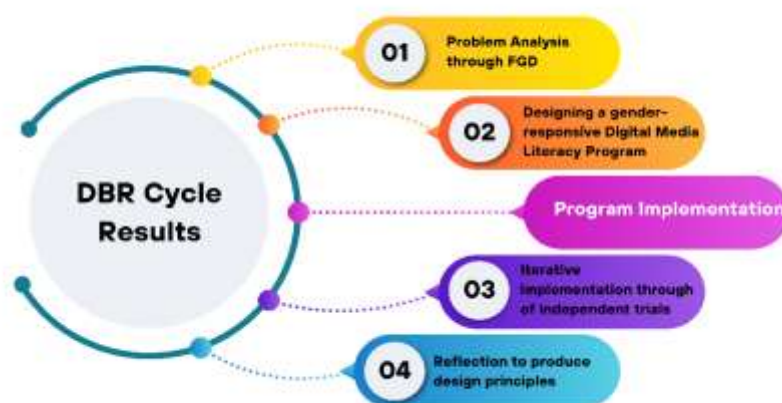 DBR Cycle
Results
01
Problem Analysis
through FGD
02
Designing a gender-
responsive Digital Media
Literacy Program
Program Implementation
03
Iterative
implementation through
of independent trials
04
Reflection to produce
design principles